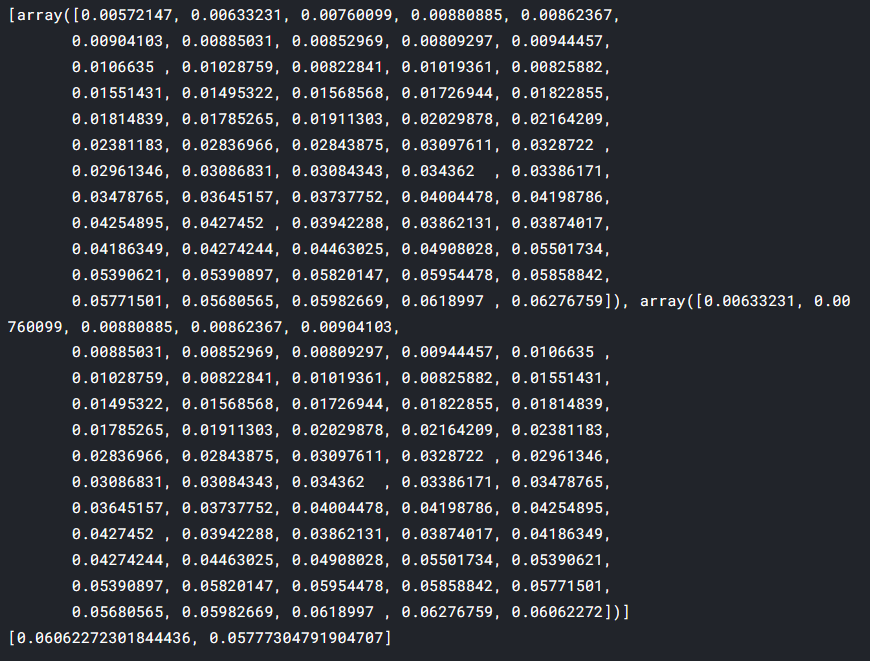 [array([0.00572147, 0.00633231, 0.00760099, 0.00880885, 0.00862367,
       0.00904103, 0.00885031, 0.00852969, 0.00809297, 0.00944457,
       0.0106635 , 0.01028759, 0.00822841, 0.01019361, 0.00825882,
       0.01551431, 0.01495322, 0.01568568, 0.01726944, 0.01822855,
       0.01814839, 0.01785265, 0.01911303, 0.02029878, 0.02164209,
       0.02381183, 0.02836966, 0.02843875, 0.03097611, 0.0328722 ,
       0.02961346, 0.03086831, 0.03084343, 0.034362  , 0.03386171,
       0.03478765, 0.03645157, 0.03737752, 0.04004478, 0.04198786,
       0.04254895, 0.0427452 , 0.03942288, 0.03862131, 0.03874017,
       0.04186349, 0.04274244, 0.04463025, 0.04908028, 0.05501734,
       0.05390621, 0.05390897, 0.05820147, 0.05954478, 0.05858842,
       0.05771501, 0.05680565, 0.05982669, 0.0618997 , 0.06276759]), array([0.00633231, 0.00
760099, 0.00880885, 0.00862367, 0.00904103,
       0.00885031, 0.00852969, 0.00809297, 0.00944457, 0.0106635 ,
       0.01028759, 0.00822841, 0.01019361, 0.00825882, 0.01551431,
       0.01495322, 0.01568568, 0.01726944, 0.01822855, 0.01814839,
       0.01785265, 0.01911303, 0.02029878, 0.02164209, 0.02381183,
       0.02836966, 0.02843875, 0.03097611, 0.0328722 , 0.02961346,
       0.03086831, 0.03084343, 0.034362  , 0.03386171, 0.03478765,
       0.03645157, 0.03737752, 0.04004478, 0.04198786, 0.04254895,
       0.0427452 , 0.03942288, 0.03862131, 0.03874017, 0.04186349,
       0.04274244, 0.04463025, 0.04908028, 0.05501734, 0.05390621,
       0.05390897, 0.05820147, 0.05954478, 0.05858842, 0.05771501,
       0.05680565, 0.05982669, 0.0618997 , 0.06276759, 0.06062272])]
[0.06062272301844436, 0.05777304791904707]